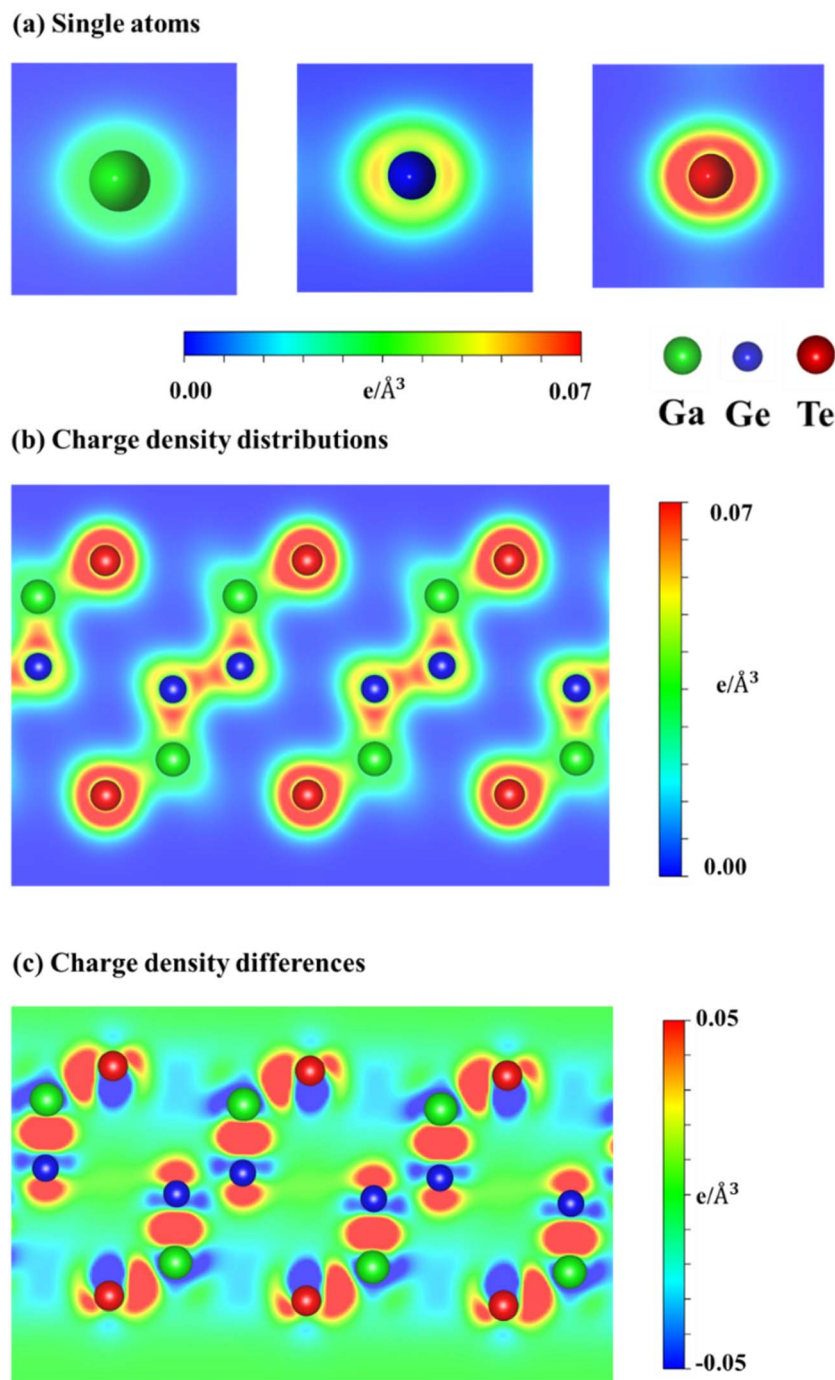 (a) Single atoms
0.00 e/Å³ 0.07
Ga Ge Te
(b) Charge density distributions
0.07
e/Å³
0.00
(c) Charge density differences
0.05
e/Å³
-0.05